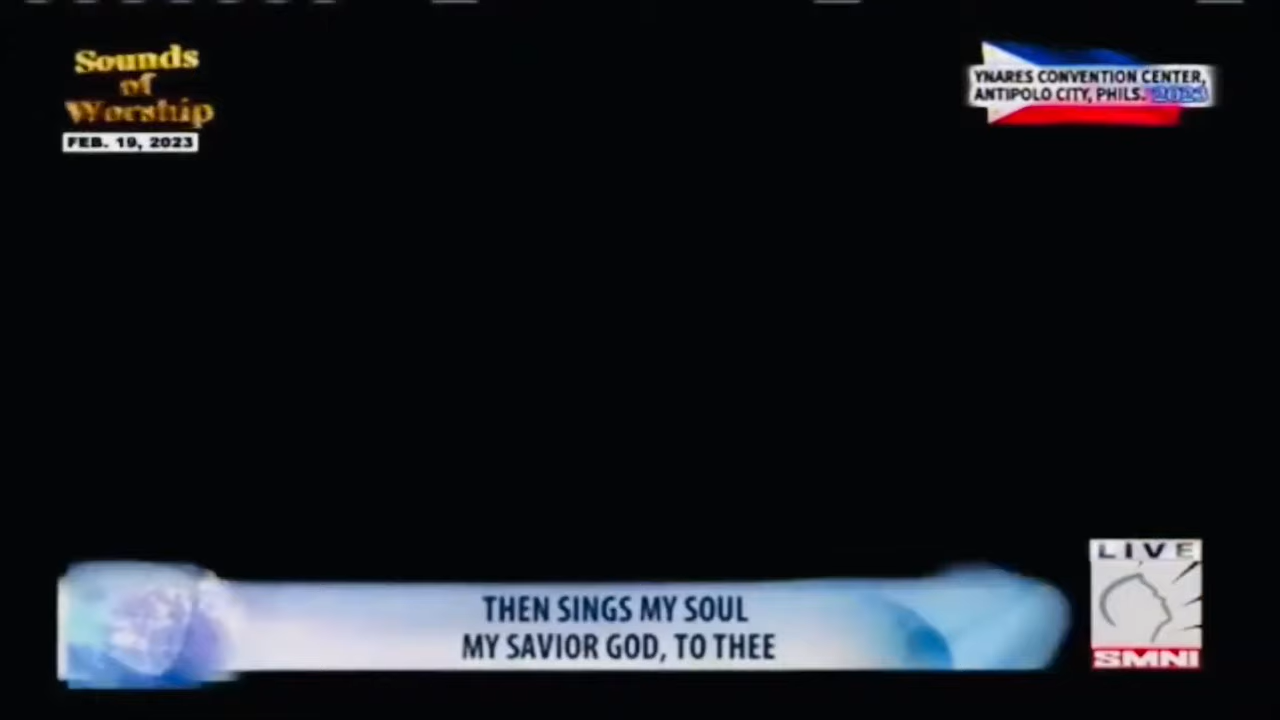 Sounds
of
Worship
FEB. 19, 2023
YNARES CONVENTION CENTER,
ANTIPOLO CITY, PHILS.
THEN SINGS MY SOUL
MY SAVIOR GOD, TO THEE
LIVE
SMNI